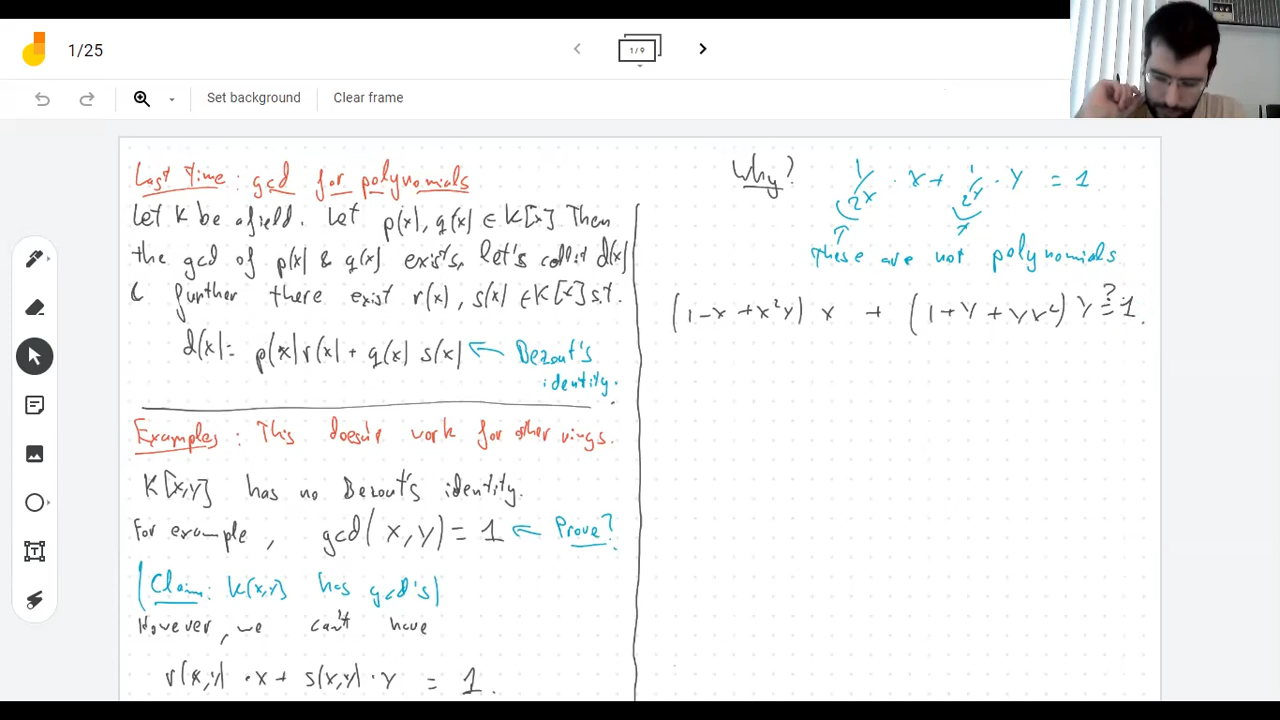 1/25
1/9
Set background
Clear frame
Last Time: gcd for polynomials
Let K be a field. Let p(x), q(x) ∈ K[x] Then
the gcd of p(x) & q(x) exists, let's call it d(x)
further there exist r(x), s(x) ∈ K[x] s.t.
d(x) = p(x) r(x) + q(x) s(x) ← Bezout's
identity.
Examples: This doesn't work for other rings.
K[x,y] has no Bezout's identity.
For example, gcd(x,y) = 1 ← Prove?
(Claim: K[x,y] has gcd's)
However, we can't have
r(x,y) · x + s(x,y) · y = 1.
Why? 1/2x · x + 1/2y · y = 1
These are not polynomials.
(1-x+x²y) x + (1+y+yx²) y ?= 1.